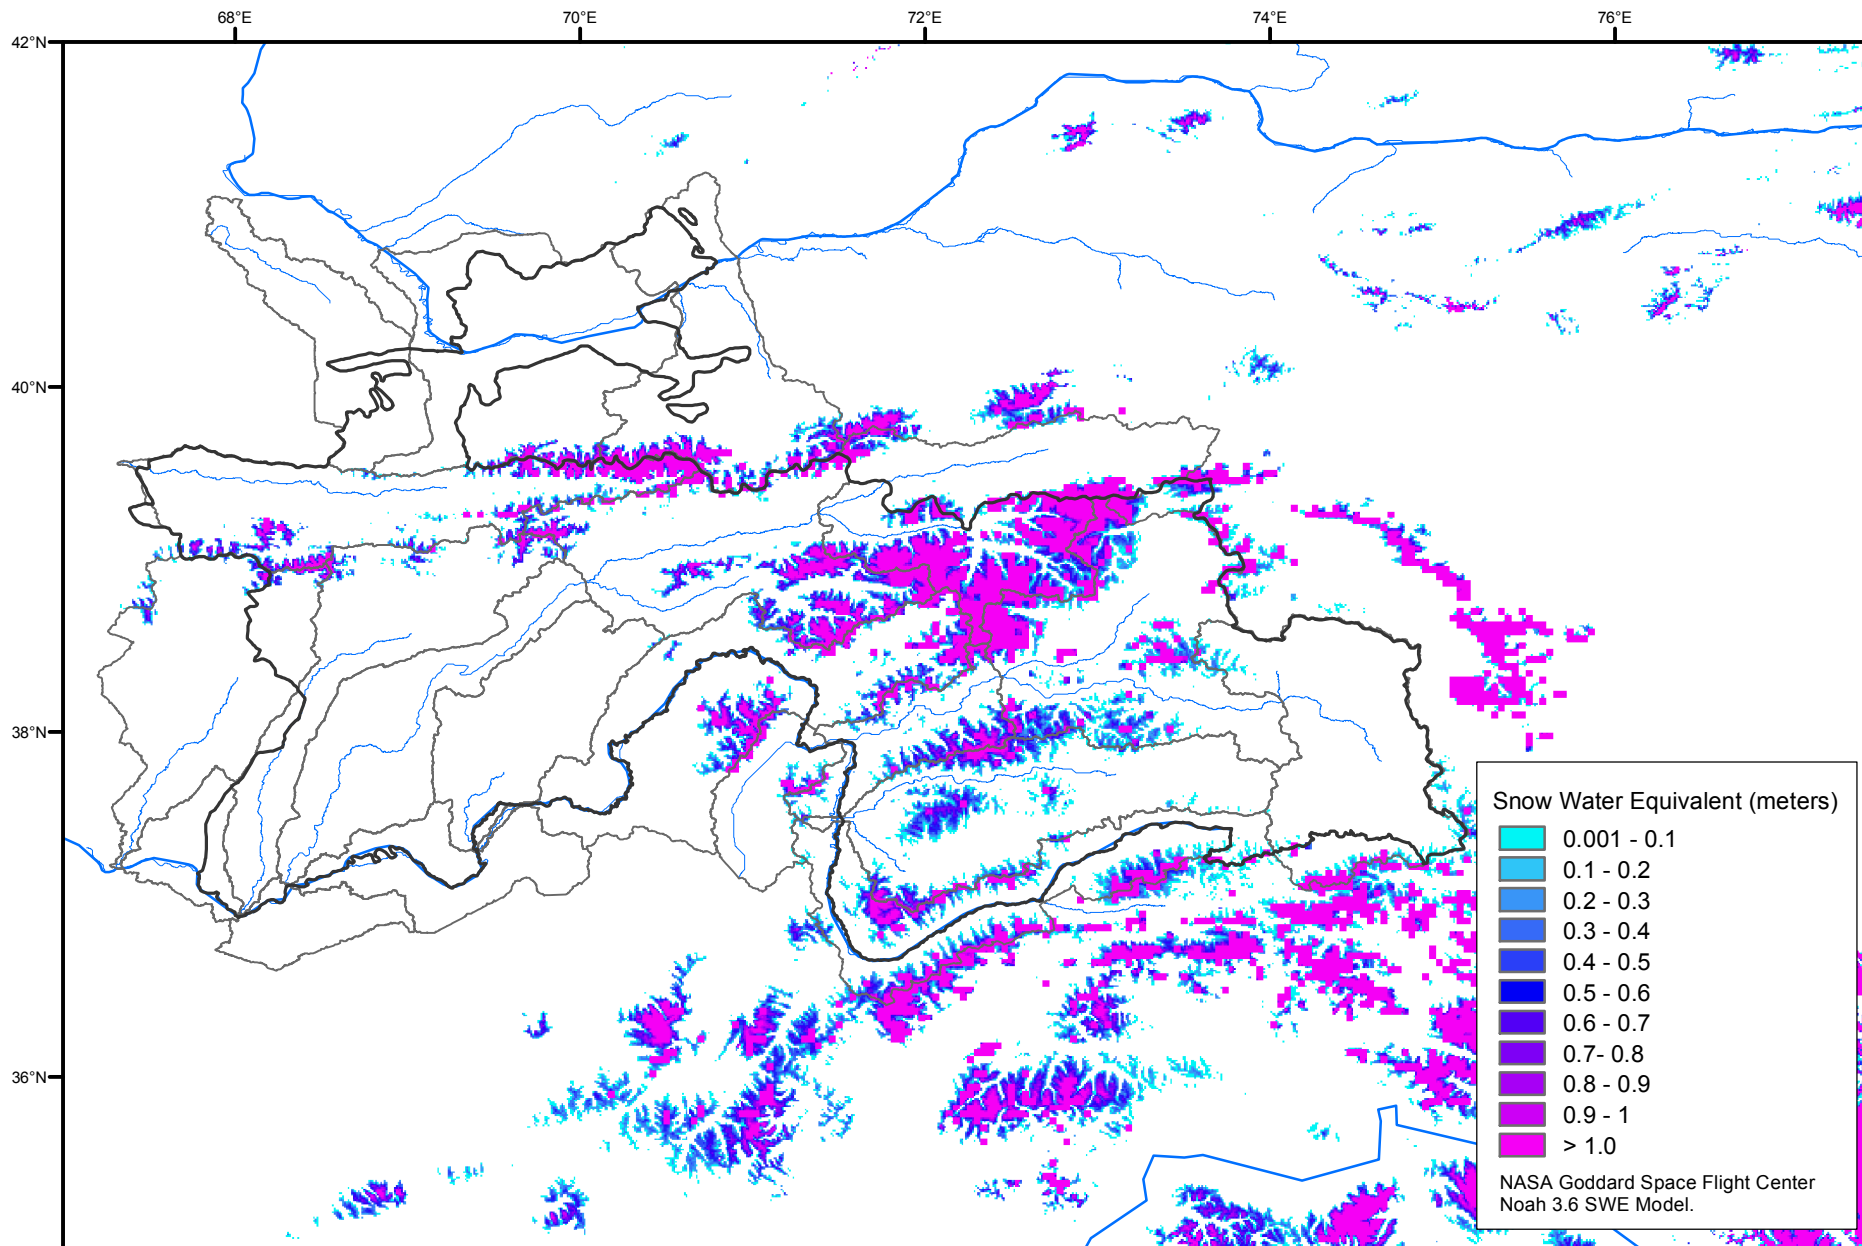 68°E 70°E 72°E 74°E 76°E
42°N
40°N
38°N
36°N
Snow Water Equivalent (meters)
0.001 - 0.1
0.1 - 0.2
0.2 - 0.3
0.3 - 0.4
0.4 - 0.5
0.5 - 0.6
0.6 - 0.7
0.7- 0.8
0.8 - 0.9
0.9 - 1
> 1.0
NASA Goddard Space Flight Center
Noah 3.6 SWE Model.